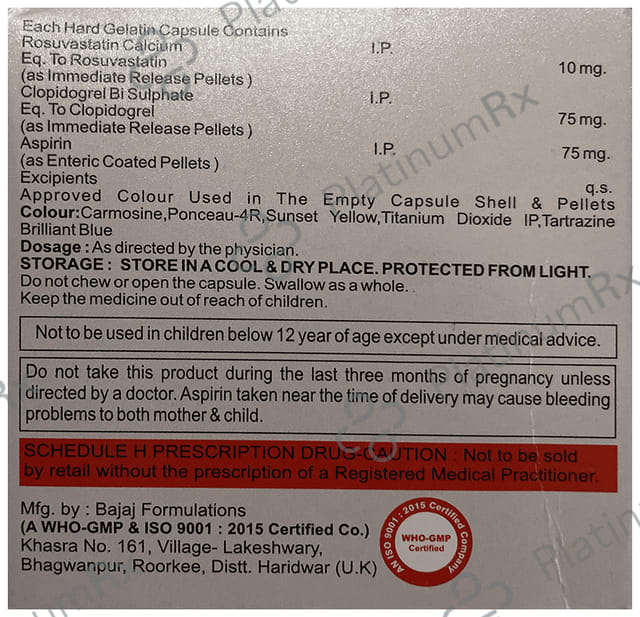 Each Hard Gelatin Capsule Contains
Rosuvastatin Calcium I.P.
Eq. To Rosuvastatin 10 mg.
(as Immediate Release Pellets )
Clopidogrel Bi Sulphate I.P.
Eq. To Clopidogrel 75 mg.
(as Immediate Release Pellets )
Aspirin I.P. 75 mg.
(as Enteric Coated Pellets )
Excipients q.s.
Approved Colour Used in The Empty Capsule Shell & Pellets
Colour:Carmosine,Ponceau-4R,Sunset Yellow,Titanium Dioxide IP,Tartrazine
Brilliant Blue
Dosage : As directed by the physician.
STORAGE : STORE IN A COOL & DRY PLACE. PROTECTED FROM LIGHT.
Do not chew or open the capsule. Swallow as a whole.
Keep the medicine out of reach of children.
Not to be used in children below 12 year of age except under medical advice.
Do not take this product during the last three months of pregnancy unless
directed by a doctor. Aspirin taken near the time of delivery may cause bleeding
problems to both mother & child.
SCHEDULE H PRESCRIPTION DRUG-CAUTION : Not to be sold
by retail without the prescription of a Registered Medical Practitioner.
Mfg. by : Bajaj Formulations
(A WHO-GMP & ISO 9001 : 2015 Certified Co.)
Khasra No. 161, Village- Lakeshwary,
Bhagwanpur, Roorkee, Distt. Haridwar (U.K)
AN ISO 9001 : 2015 Certified Company
WHO-GMP
Certified
PlatinumRx
PlatinumRx
PlatinumRx